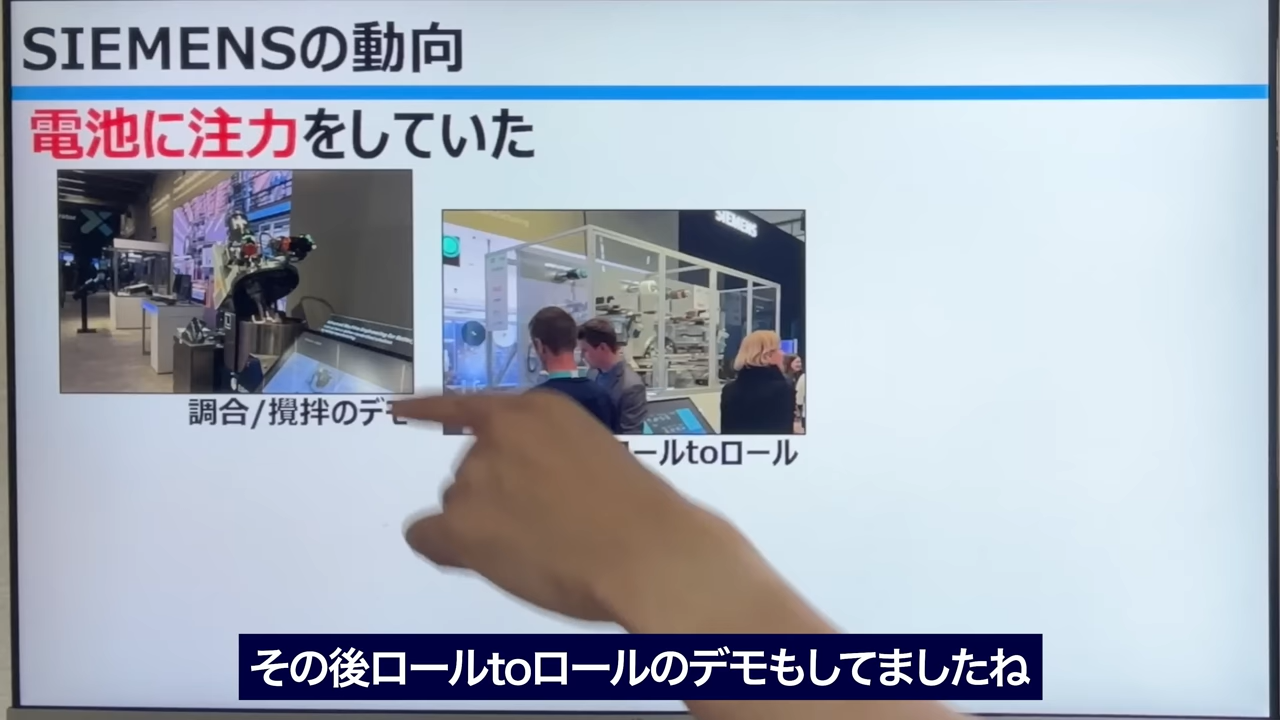 SIEMENSの動向
電池に注力をしていた
SIEMENS
調合/攪拌のデモ
ールtoロール
その後ロールtoロールのデモもしてましたね